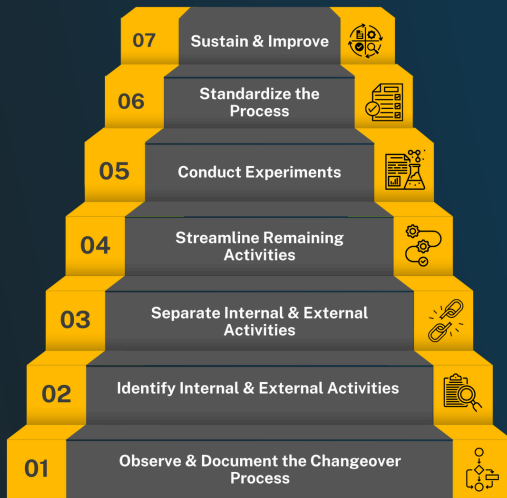 07
Sustain & Improve
06
Standardize the
Process
05
Conduct Experiments
04
Streamline Remaining
Activities
03
Separate Internal & External
Activities
02
Identify Internal & External Activities
01
Observe & Document the Changeover
Process